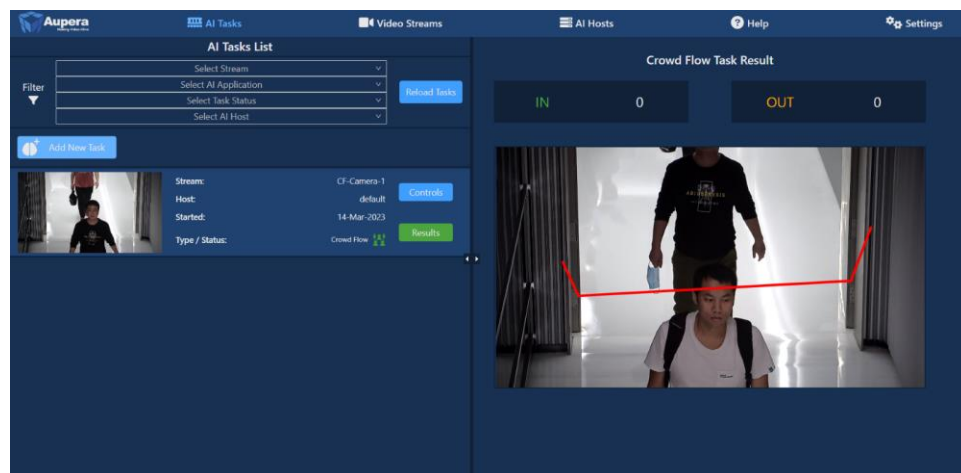 Aupera
AI Tasks
Video Streams
AI Hosts
Help
Settings
AI Tasks List
Filter
Select Stream
Select AI Application
Select Task Status
Select AI Host
Reload Tasks
Add New Task
Stream: CF-Camera-1
Host: default
Started: 14-Mar-2023
Type / Status: Crowd Flow
Controls
Results
Crowd Flow Task Result
IN 0
OUT 0